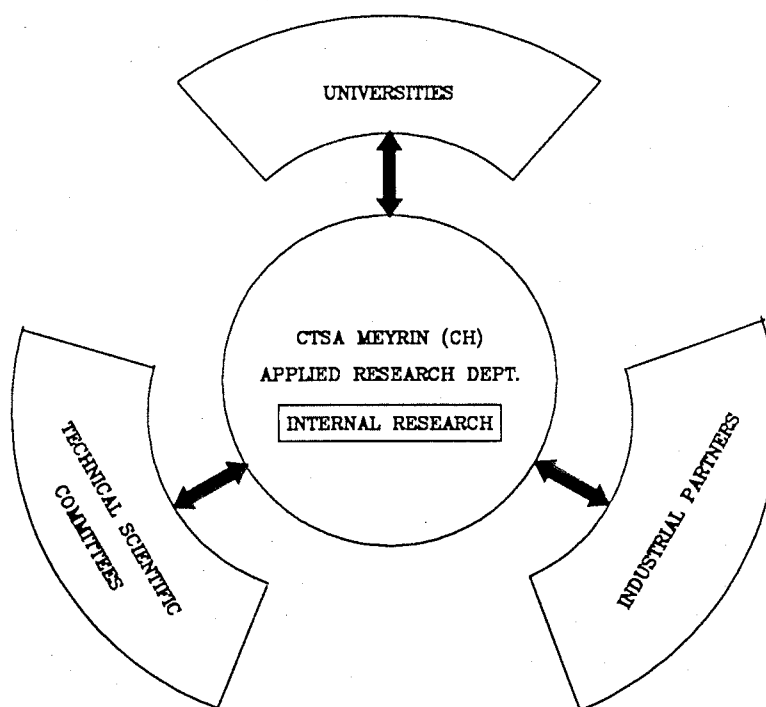 UNIVERSITIES
CTSA MEYRIN (CH)
APPLIED RESEARCH DEPT.
INTERNAL RESEARCH
TECHNICAL SCIENTIFIC
COMMITTEES
INDUSTRIAL PARTNERS